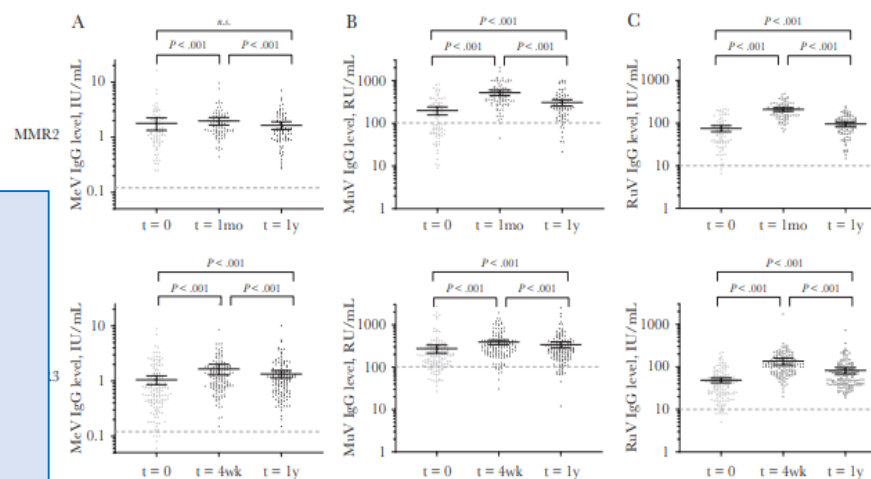 A
B
C
n.s.
P < .001
P < .001
P < .001
P < .001
P < .001
P < .001
P < .001
P < .001
MMR2
MeV IgG level, IU/mL
10
1
0.1
t = 0
t = 1mo
t = 1y
MuV IgG level, RU/mL
1000
100
10
1
t = 0
t = 1mo
t = 1y
RuV IgG level, IU/mL
1000
100
10
1
t = 0
t = 1mo
t = 1y
P < .001
P < .001
P < .001
P < .001
P < .001
P < .001
P < .001
P < .001
P < .001
3
MeV IgG level, IU/mL
10
1
0.1
t = 0
t = 4wk
t = 1y
MuV IgG level, RU/mL
1000
100
10
1
t = 0
t = 4wk
t = 1y
RuV IgG level, IU/mL
1000
100
10
1
t = 0
t = 4wk
t = 1y